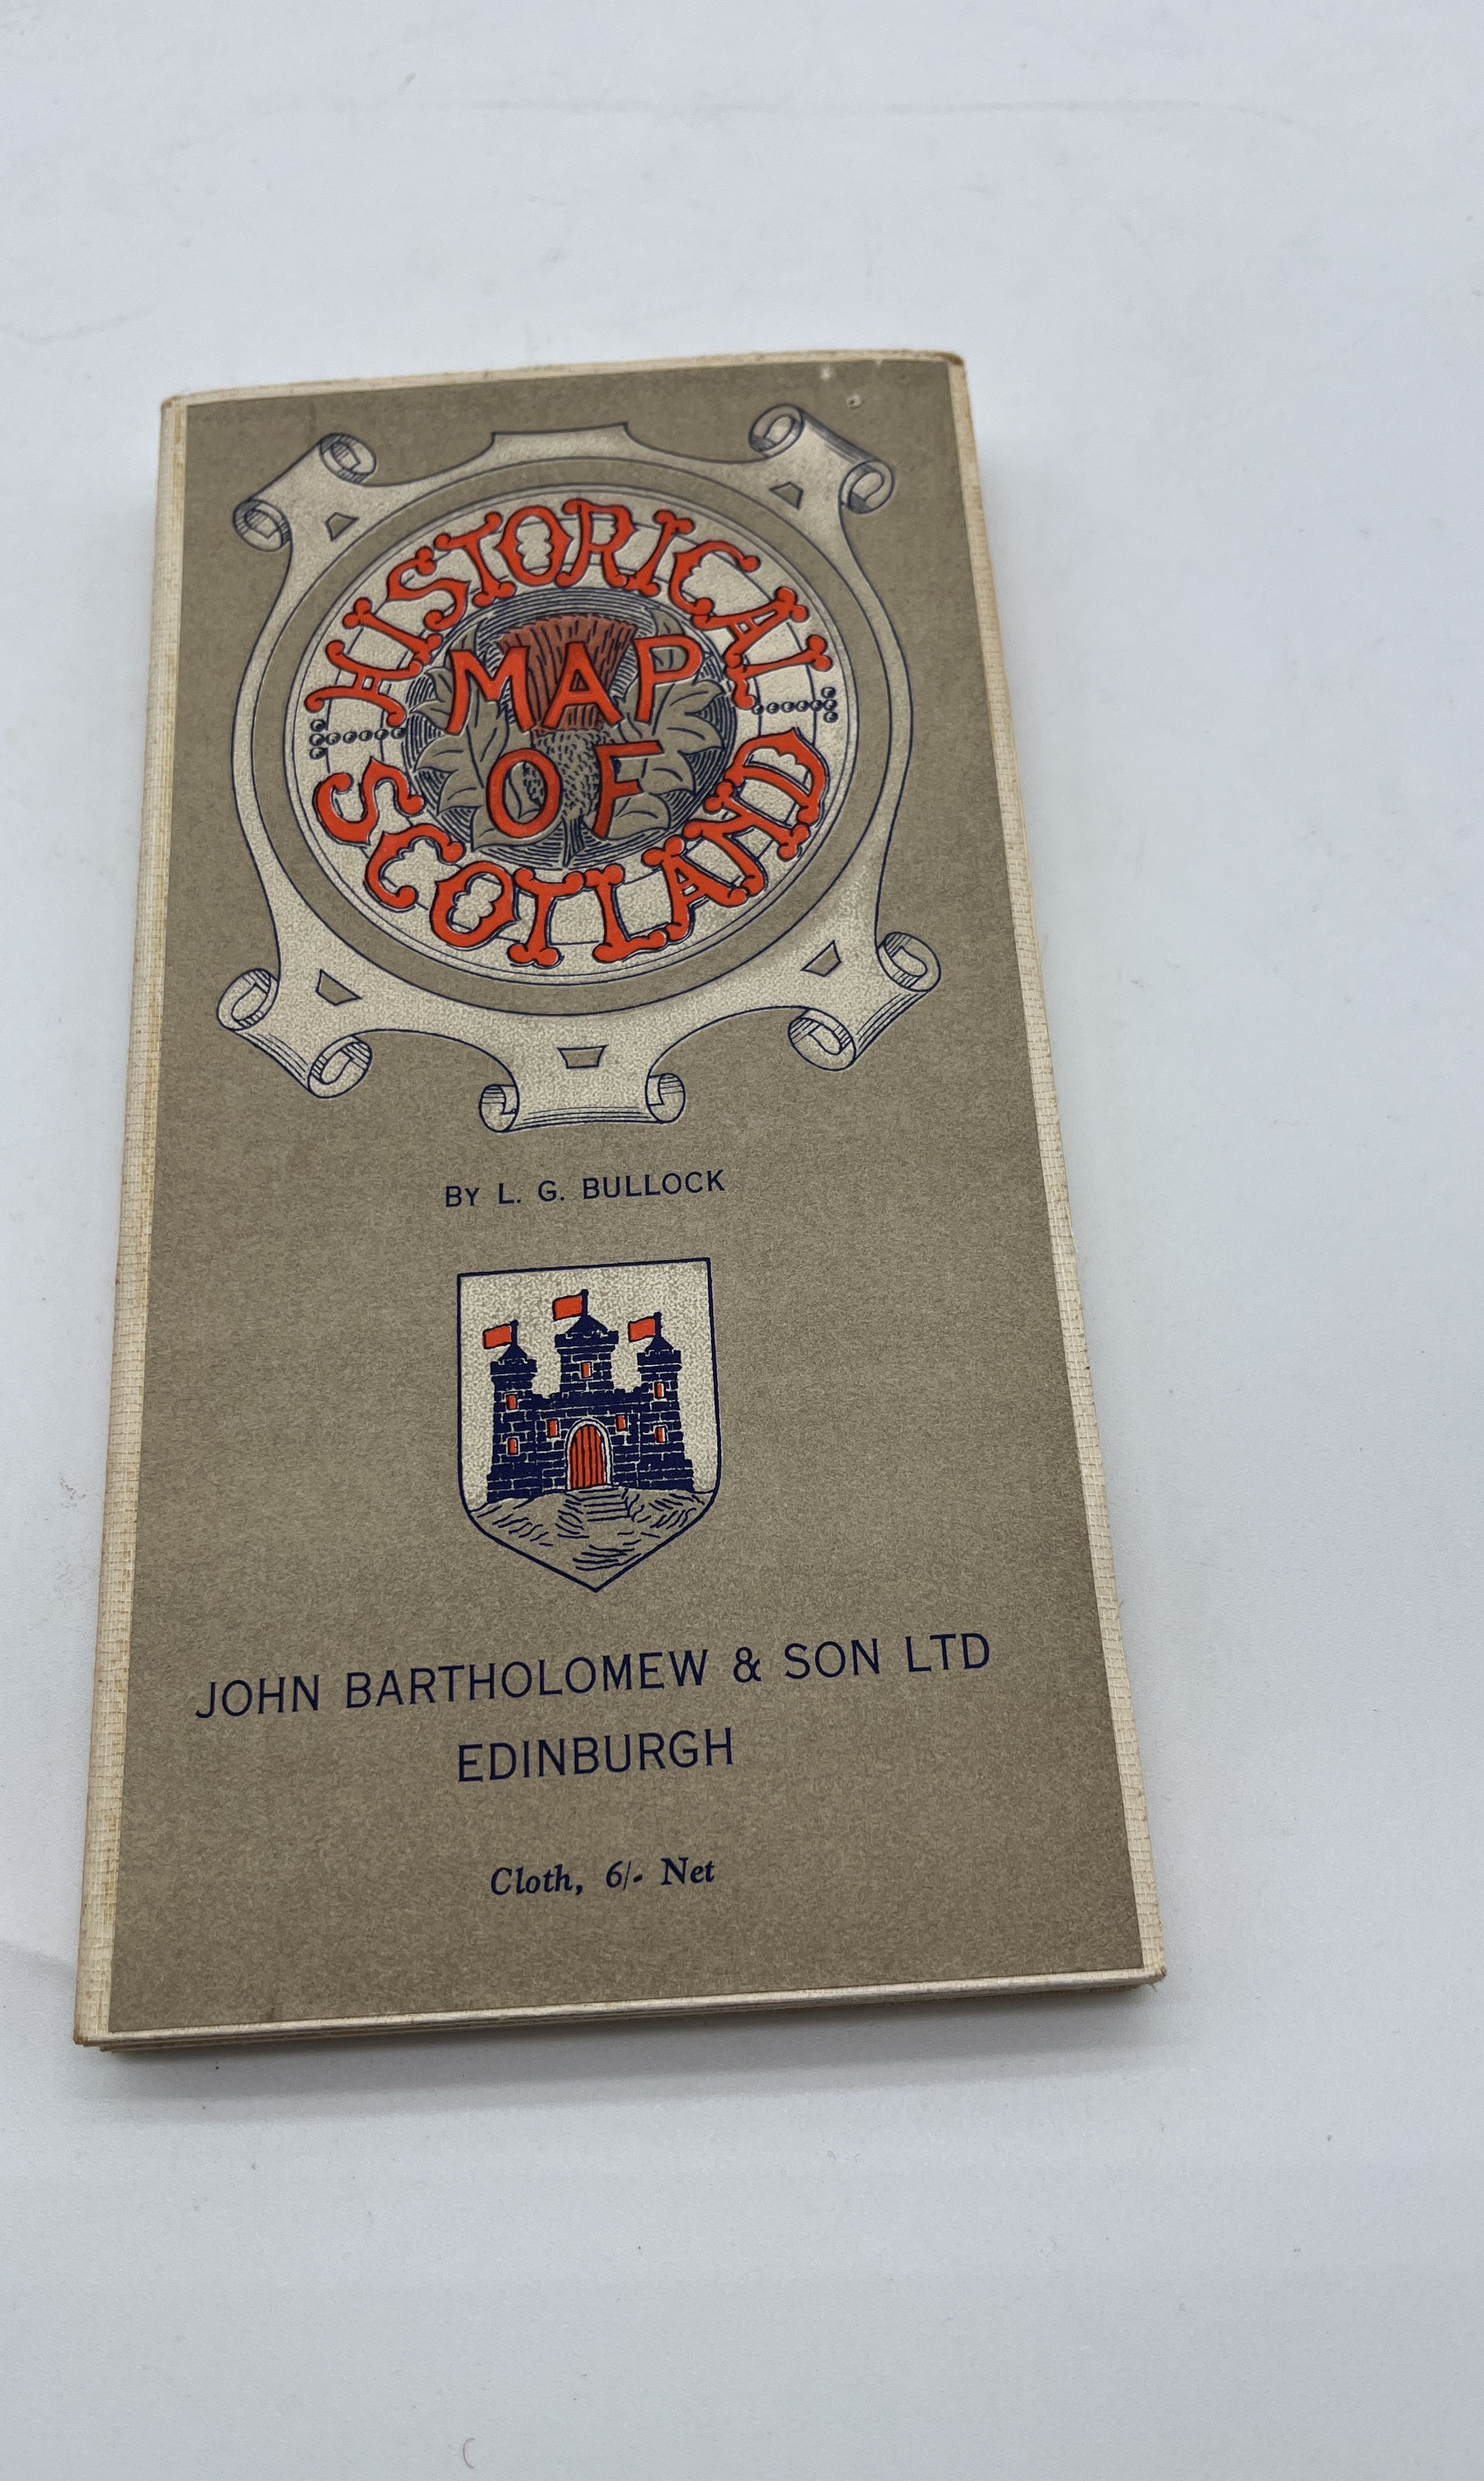 HISTORICAL
MAP
OF
SCOTLAND
BY L. G. BULLOCK
JOHN BARTHOLOMEW & SON LTD
EDINBURGH
Cloth, 6/- Net